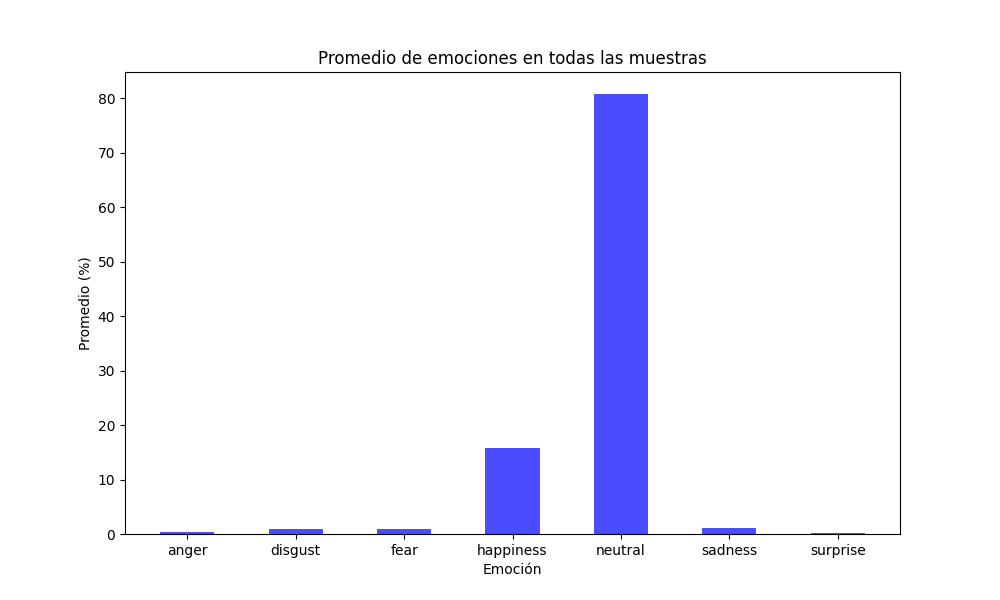 Promedio de emociones en todas las muestras
80
70
60
50
40
30
20
10
0
Promedio (%)
anger disgust fear happiness neutral sadness surprise
Emoción